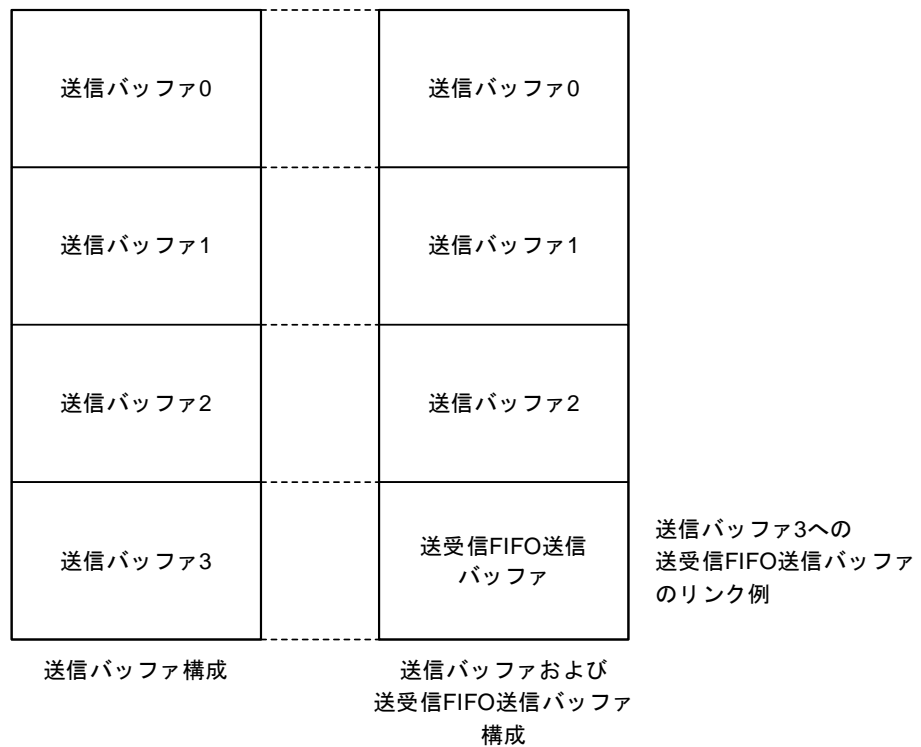 送信バッファ0
送信バッファ0
送信バッファ1
送信バッファ1
送信バッファ2
送信バッファ2
送信バッファ3
送受信FIFO送信
バッファ
送信バッファ3への
送受信FIFO送信バッファ
のリンク例
送信バッファ構成
送信バッファおよび
送受信FIFO送信バッファ
構成